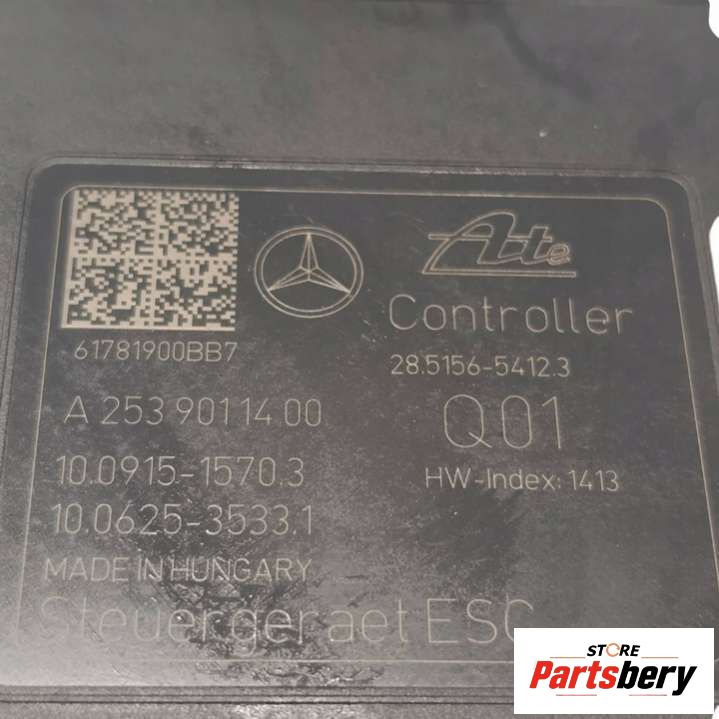 Ate
Controller
61781900BB7
28.5156-5412.3
A 253 901 14 00
Q01
10.0915-1570.3
HW-Index: 1413
10.0625-3533.1
MADE IN HUNGARY
Steuergeraet ESC
STORE
Partsbery